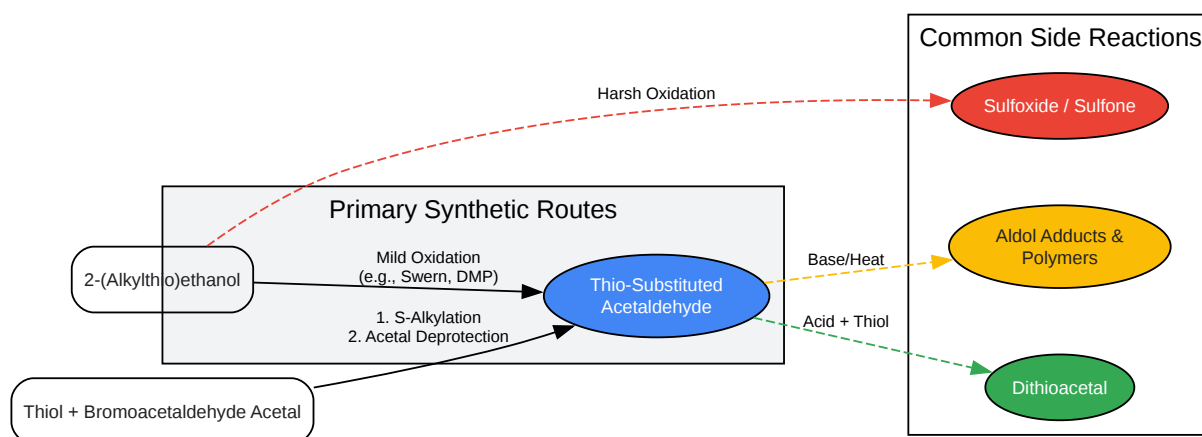 Common Side Reactions
Harsh Oxidation
Sulfoxide / Sulfone
Primary Synthetic Routes
2-(Alkylthio)ethanol
Mild Oxidation
(e.g., Swern, DMP)
Thio-Substituted
Acetaldehyde
Base/Heat
Aldol Adducts &
Polymers
1. S-Alkylation
2. Acetal Deprotection
Acid + Thiol
Dithioacetal
Thiol + Bromoacetaldehyde Acetal